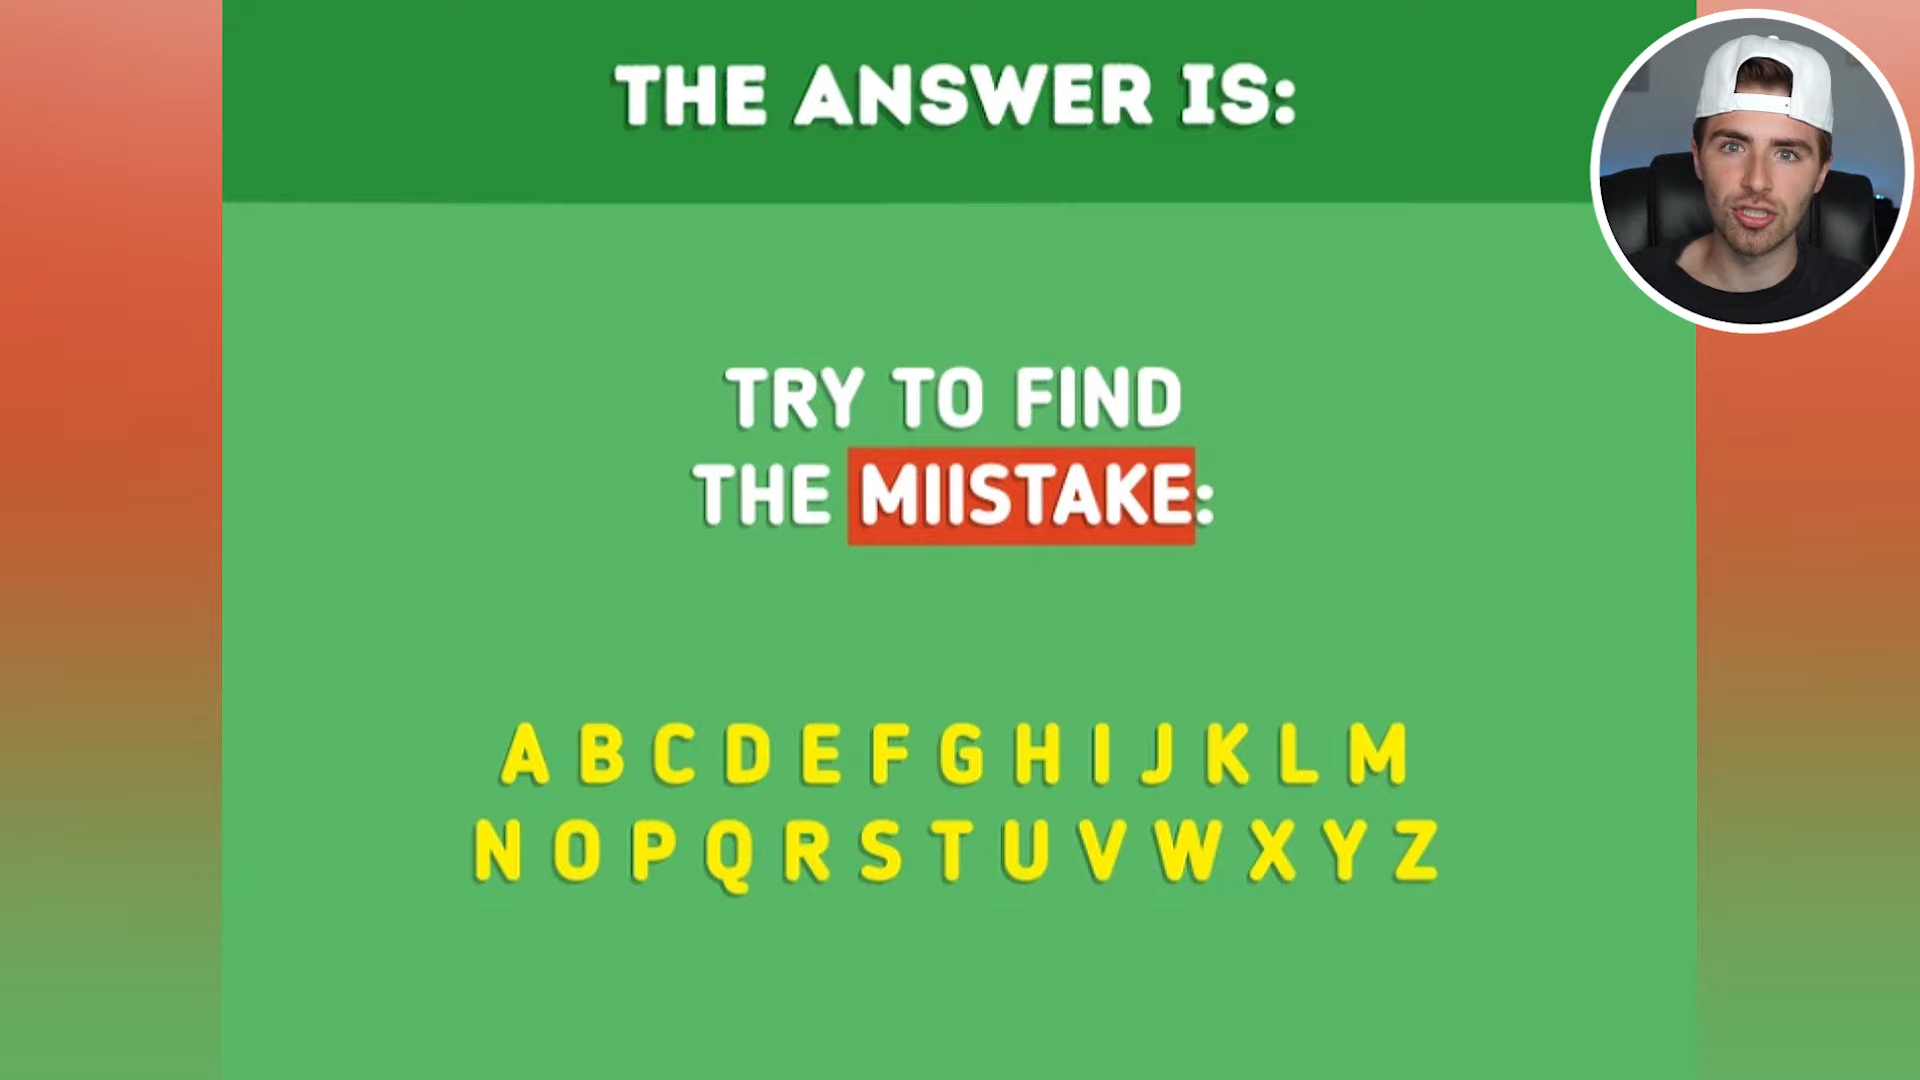 THE ANSWER IS:
TRY TO FIND
THE MIISTAKE:
A B C D E F G H I J K L M
N O P Q R S T U V W X Y Z